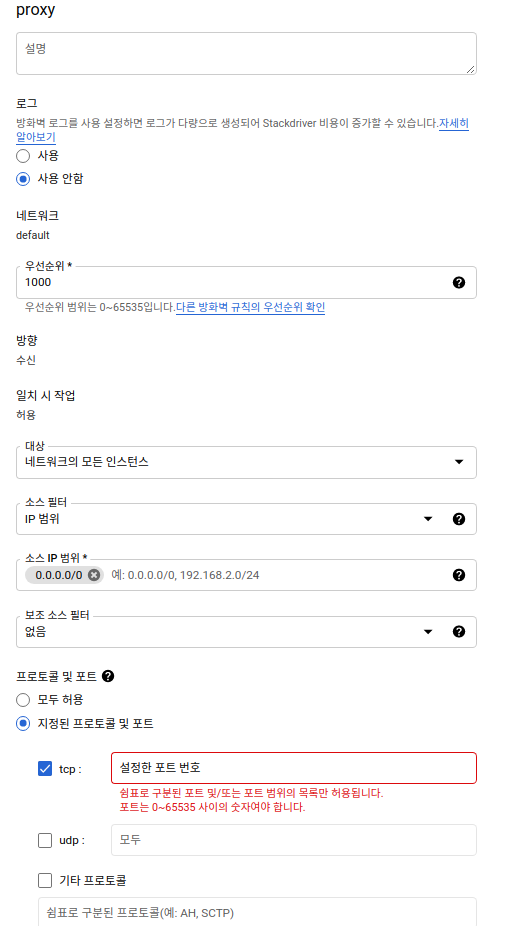 proxy
설명
로그
방화벽 로그를 사용 설정하면 로그가 다량으로 생성되어 Stackdriver 비용이 증가할 수 있습니다.자세히
알아보기
사용
사용 안함
네트워크
default
우선순위 *
1000
우선순위 범위는 0~65535입니다.다른 방화벽 규칙의 우선순위 확인
방향
수신
일치 시 작업
허용
대상
네트워크의 모든 인스턴스
소스 필터
IP 범위
소스 IP 범위 *
0.0.0.0/0 예: 0.0.0.0/0, 192.168.2.0/24
보조 소스 필터
없음
프로토콜 및 포트
모두 허용
지정된 프로토콜 및 포트
tcp : 설정한 포트 번호
쉼표로 구분된 포트 및/또는 포트 범위의 목록만 허용됩니다.
포트는 0~65535 사이의 숫자여야 합니다.
udp : 모두
기타 프로토콜
쉼표로 구분된 프로토콜(예: AH, SCTP)